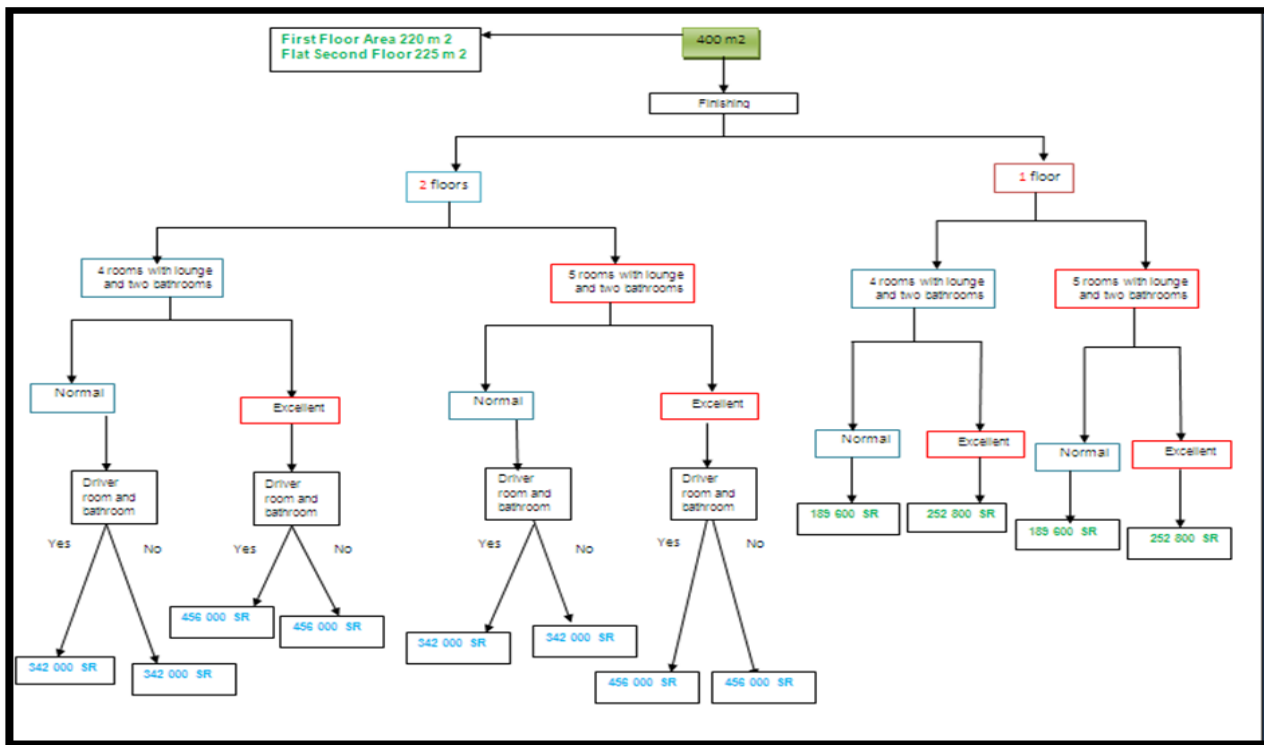 First Floor Area 220 m 2
Flat Second Floor 225 m 2
400 m2
Finishing
2 floors
1 floor
4 rooms with lounge
and two bathrooms
5 rooms with lounge
and two bathrooms
4 rooms with lounge
and two bathrooms
5 rooms with lounge
and two bathrooms
Normal
Excellent
Normal
Excellent
Normal
Excellent
Normal
Excellent
Driver
room and
bathroom
Driver
room and
bathroom
Driver
room and
bathroom
Driver
room and
bathroom
189 600 SR
252 800 SR
189 600 SR
252 800 SR
Yes
No
Yes
No
Yes
No
Yes
No
342 000 SR
342 000 SR
456 000 SR
456 000 SR
342 000 SR
342 000 SR
456 000 SR
456 000 SR